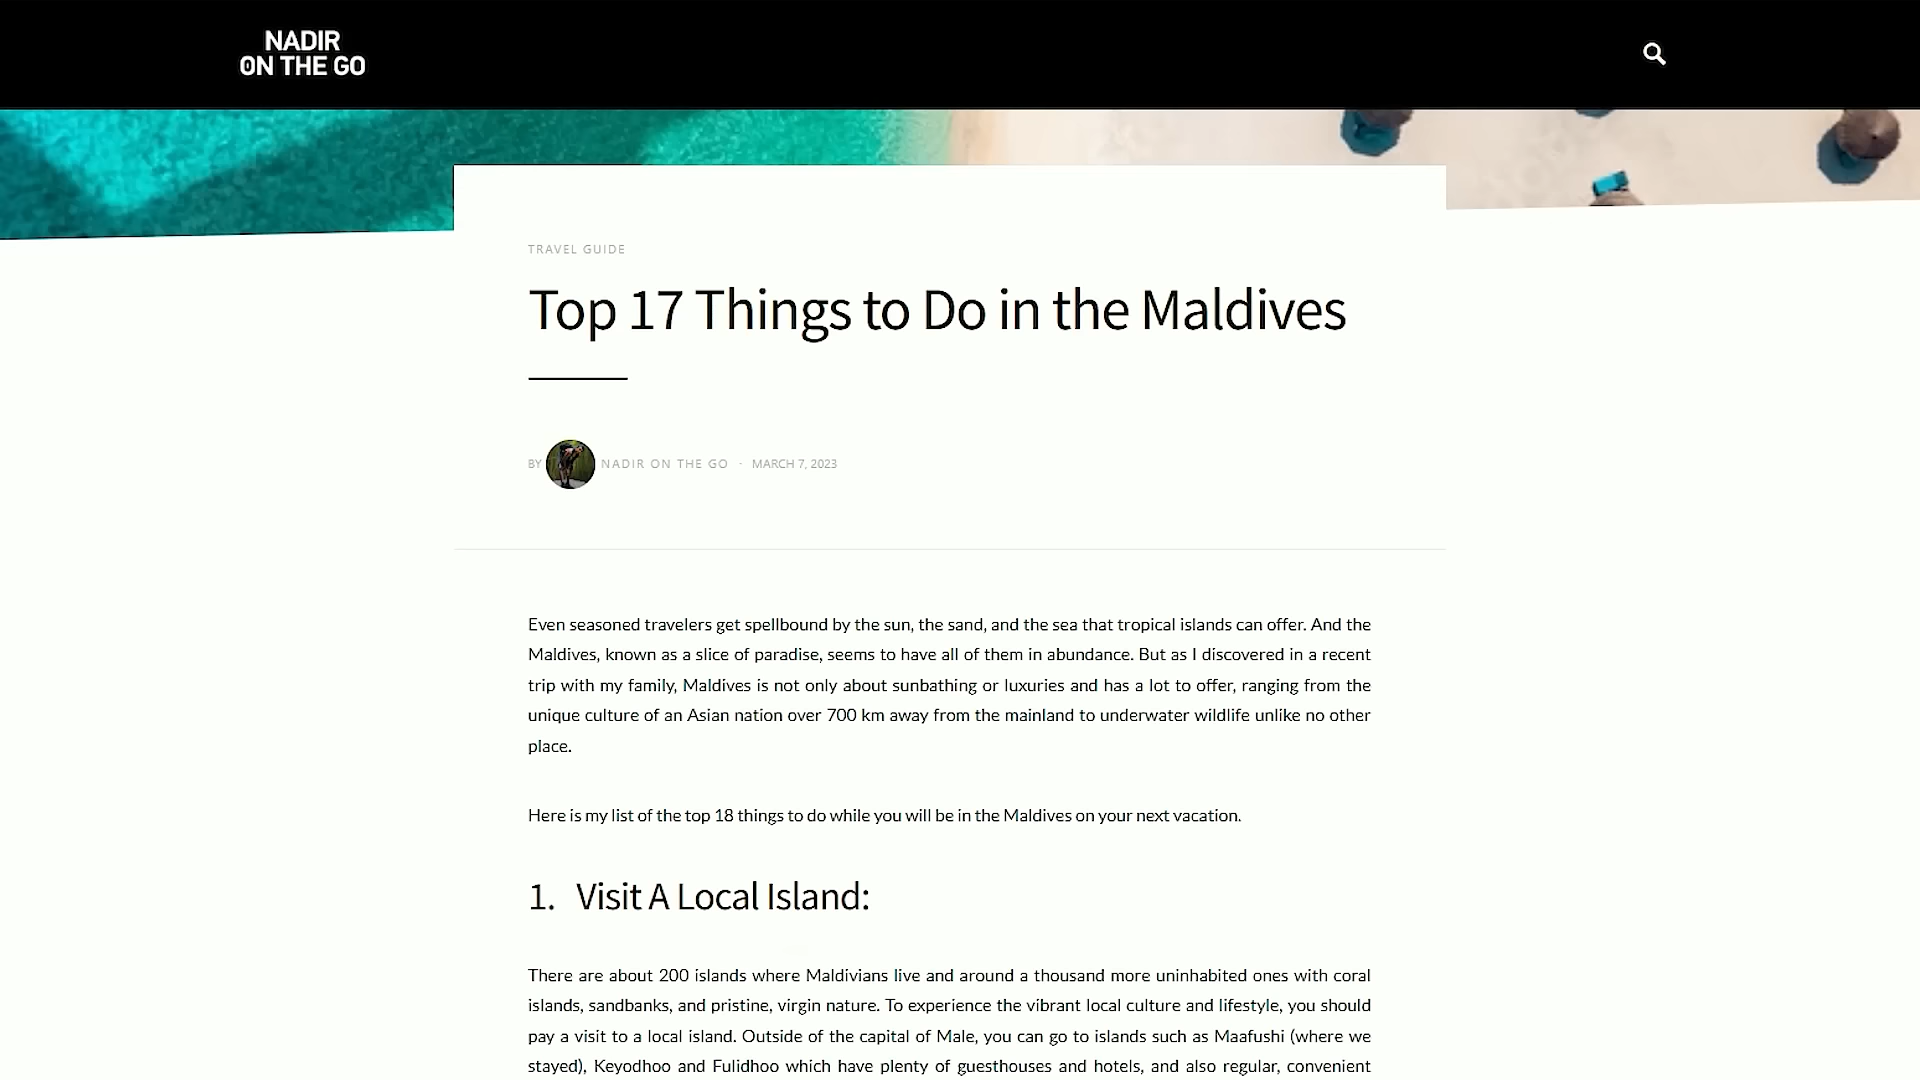 NADIR
ON THE GO
TRAVEL GUIDE
Top 17 Things to Do in the Maldives
BY NADIR ON THE GO · MARCH 7, 2023
Even seasoned travelers get spellbound by the sun, the sand, and the sea that tropical islands can offer. And the
Maldives, known as a slice of paradise, seems to have all of them in abundance. But as I discovered in a recent
trip with my family, Maldives is not only about sunbathing or luxuries and has a lot to offer, ranging from the
unique culture of an Asian nation over 700 km away from the mainland to underwater wildlife unlike no other
place.
Here is my list of the top 18 things to do while you will be in the Maldives on your next vacation.
1. Visit A Local Island:
There are about 200 islands where Maldivians live and around a thousand more uninhabited ones with coral
islands, sandbanks, and pristine, virgin nature. To experience the vibrant local culture and lifestyle, you should
pay a visit to a local island. Outside of the capital of Male, you can go to islands such as Maafushi (where we
stayed), Keyodhoo and Fulidhoo which have plenty of guesthouses and hotels, and also regular, convenient